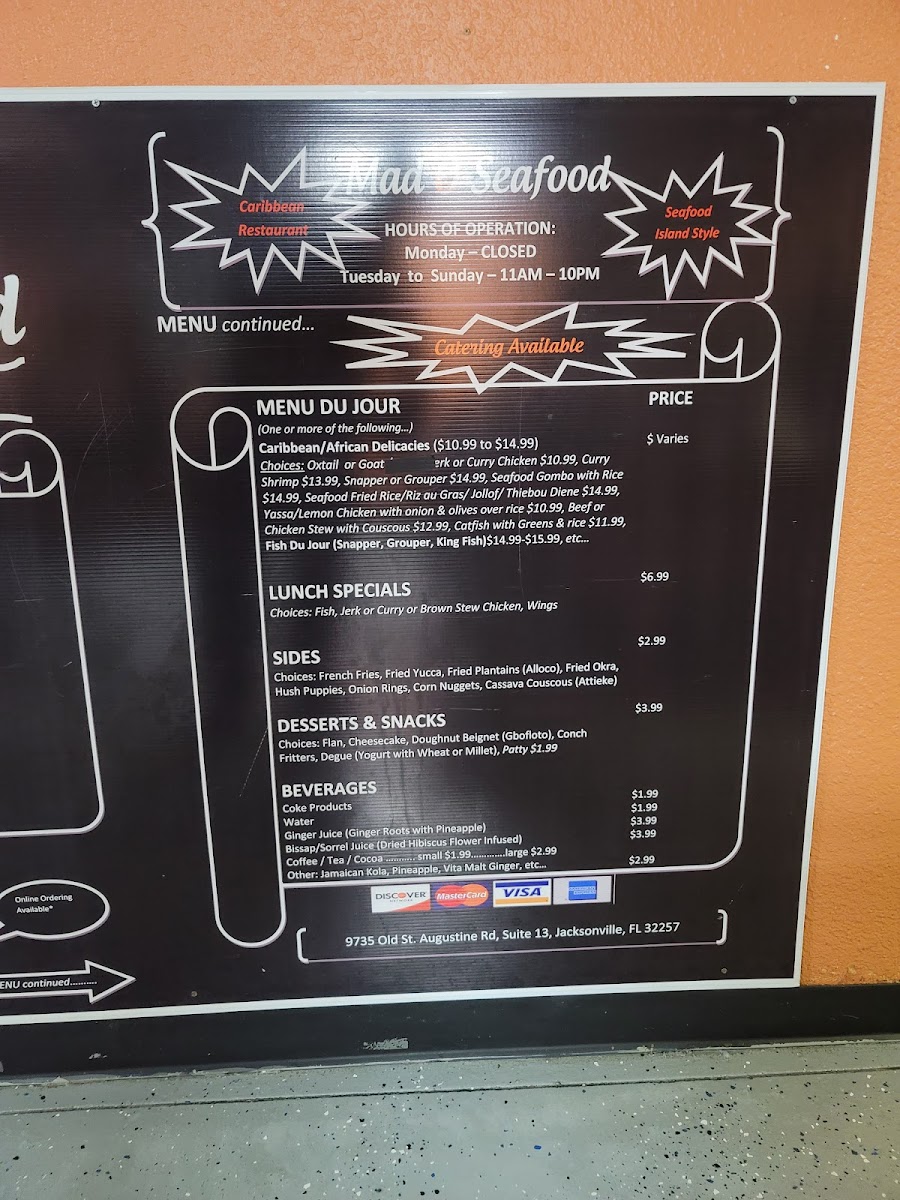 Mad Seafood
Caribbean
Restaurant
Seafood
Island Style
HOURS OF OPERATION:
Monday – CLOSED
Tuesday to Sunday – 11AM – 10PM
MENU continued...
Catering Available
MENU DU JOUR
PRICE
(One or more of the following...)
Caribbean/African Delicacies ($10.99 to $14.99)
$ Varies
Choices: Oxtail or Goat erk or Curry Chicken $10.99, Curry
Shrimp $13.99, Snapper or Grouper $14.99, Seafood Gombo with Rice
$14.99, Seafood Fried Rice/Riz au Gras/ Jollof/ Thiebou Diene $14.99,
Yassa/Lemon Chicken with onion & olives over rice $10.99, Beef or
Chicken Stew with Couscous $12.99, Catfish with Greens & rice $11.99,
Fish Du Jour (Snapper, Grouper, King Fish)$14.99-$15.99, etc...
$6.99
LUNCH SPECIALS
Choices: Fish, Jerk or Curry or Brown Stew Chicken, Wings
$2.99
SIDES
Choices: French Fries, Fried Yucca, Fried Plantains (Alloco), Fried Okra,
Hush Puppies, Onion Rings, Corn Nuggets, Cassava Couscous (Attieke)
$3.99
DESSERTS & SNACKS
Choices: Flan, Cheesecake, Doughnut Beignet (Gbofloto), Conch
Fritters, Degue (Yogurt with Wheat or Millet), Patty $1.99
BEVERAGES
Coke Products $1.99
Water $1.99
Ginger Juice (Ginger Roots with Pineapple) $3.99
Bissap/Sorrel Juice (Dried Hibiscus Flower Infused) $3.99
Coffee / Tea / Cocoa ........... small $1.99.............large $2.99
Other: Jamaican Kola, Pineapple, Vita Malt Ginger, etc... $2.99
DISCOVER MasterCard VISA
9735 Old St. Augustine Rd, Suite 13, Jacksonville, FL 32257
d
Online Ordering
Available*
ENU continued..........